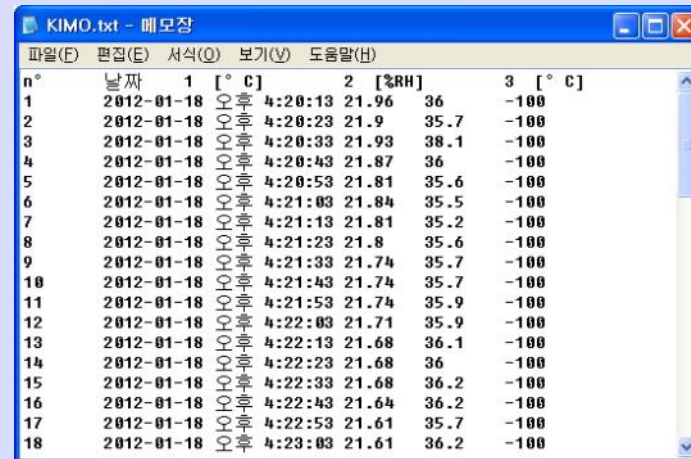 KIMO.txt - 메모장
파일(F) 편집(E) 서식(O) 보기(V) 도움말(H)
n° 날짜 1 [° C] 2 [%RH] 3 [° C]
1 2012-01-18 오후 4:20:13 21.96 36 -100
2 2012-01-18 오후 4:20:23 21.9 35.7 -100
3 2012-01-18 오후 4:20:33 21.93 38.1 -100
4 2012-01-18 오후 4:20:43 21.87 36 -100
5 2012-01-18 오후 4:20:53 21.81 35.6 -100
6 2012-01-18 오후 4:21:03 21.84 35.5 -100
7 2012-01-18 오후 4:21:13 21.81 35.2 -100
8 2012-01-18 오후 4:21:23 21.8 35.6 -100
9 2012-01-18 오후 4:21:33 21.74 35.7 -100
10 2012-01-18 오후 4:21:43 21.74 35.7 -100
11 2012-01-18 오후 4:21:53 21.74 35.9 -100
12 2012-01-18 오후 4:22:03 21.71 35.9 -100
13 2012-01-18 오후 4:22:13 21.68 36.1 -100
14 2012-01-18 오후 4:22:23 21.68 36 -100
15 2012-01-18 오후 4:22:33 21.68 36.2 -100
16 2012-01-18 오후 4:22:43 21.64 36.2 -100
17 2012-01-18 오후 4:22:53 21.61 35.7 -100
18 2012-01-18 오후 4:23:03 21.61 36.2 -100